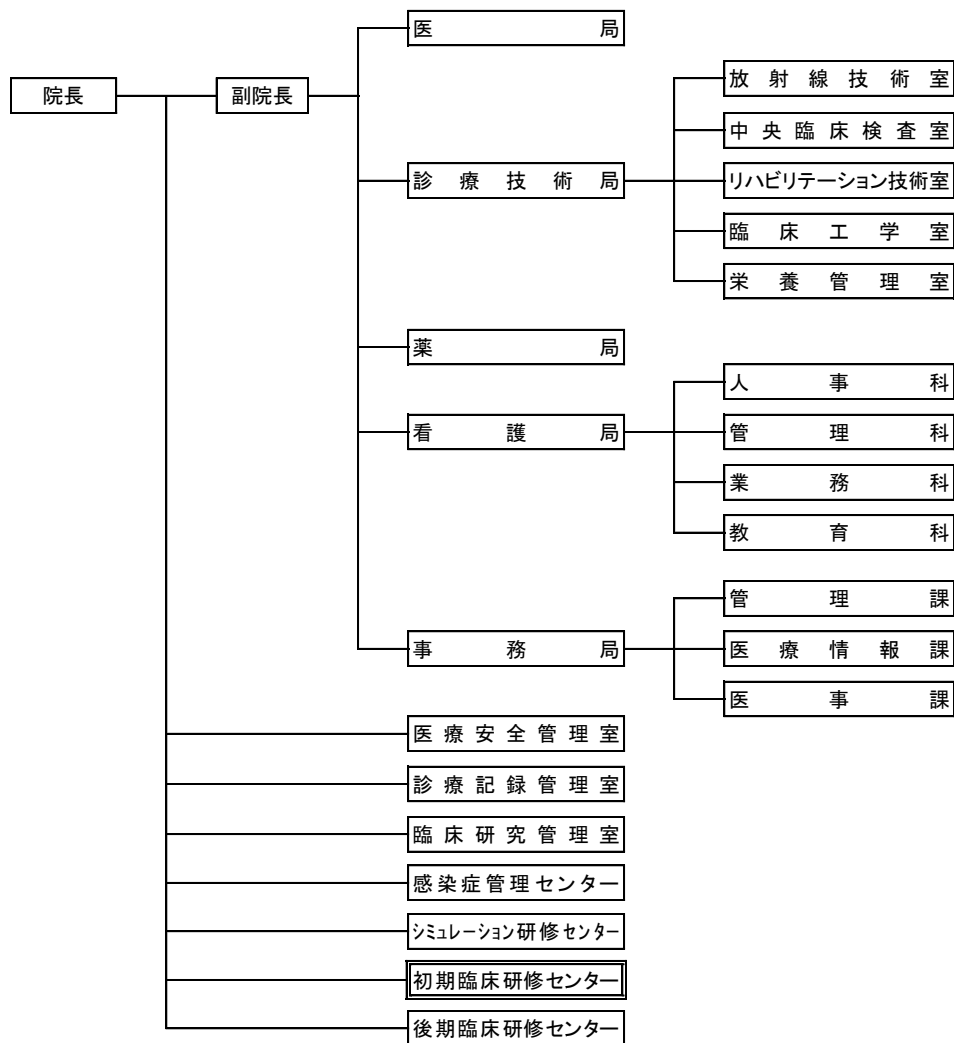 院長
副院長
医局
診療技術局
放射線技術室
中央臨床検査室
リハビリテーション技術室
臨床工学室
栄養管理室
薬局
看護局
人事科
管理科
業務科
教育科
事務局
管理課
医療情報課
医事課
医療安全管理室
診療記録管理室
臨床研究管理室
感染症管理センター
シミュレーション研修センター
初期臨床研修センター
後期臨床研修センター